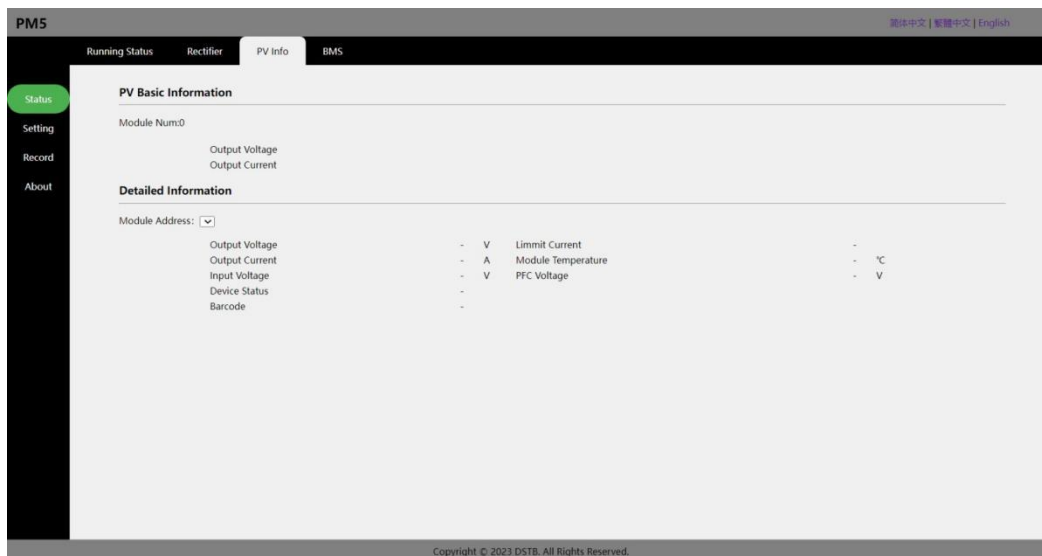 PM5
简体中文 | 繁體中文 | English
Running Status Rectifier PV Info BMS
Status
Setting
Record
About
PV Basic Information
Module Num:0
Output Voltage
Output Current
Detailed Information
Module Address:
Output Voltage - V Limmit Current -
Output Current - A Module Temperature - ℃
Input Voltage - V PFC Voltage - V
Device Status -
Barcode -
Copyright © 2023 DSTB. All Rights Reserved.